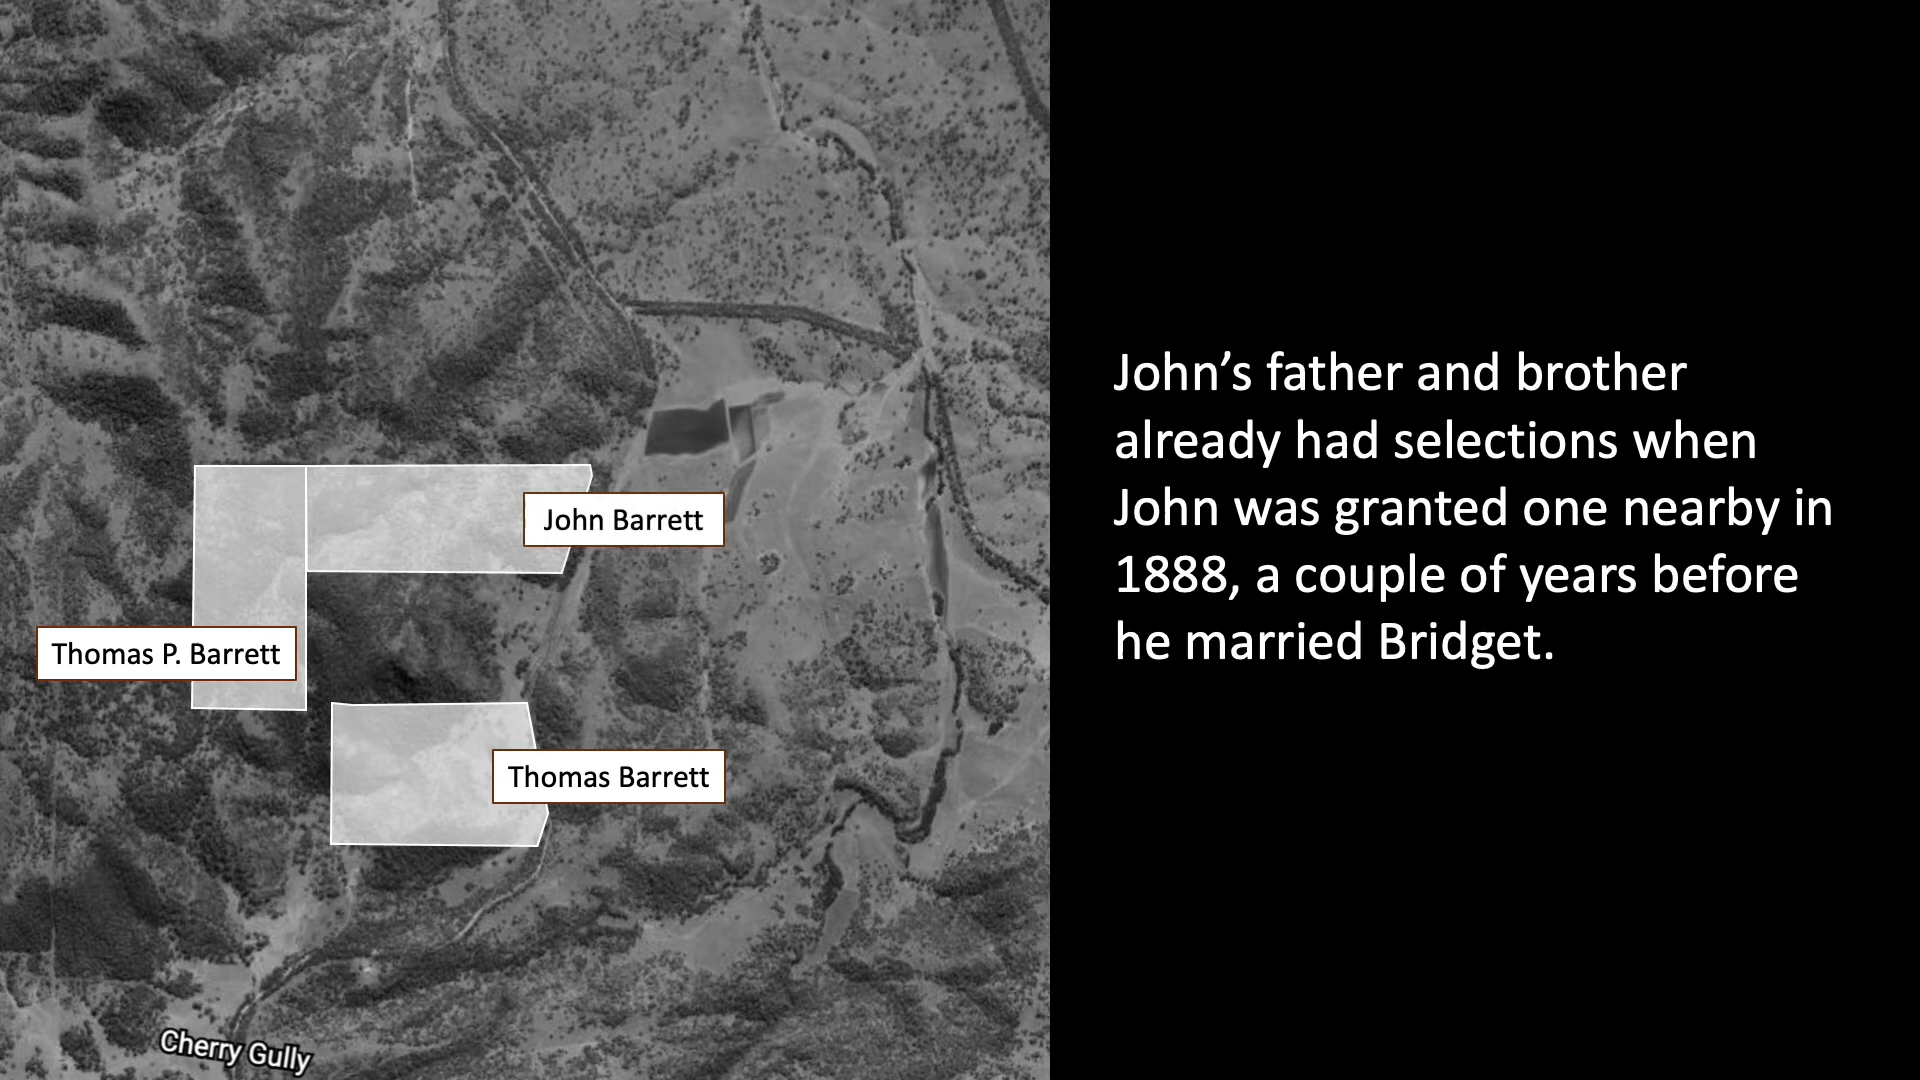 John Barrett
Thomas P. Barrett
Thomas Barrett
Cherry Gully
John’s father and brother
already had selections when
John was granted one nearby in
1888, a couple of years before
he married Bridget.